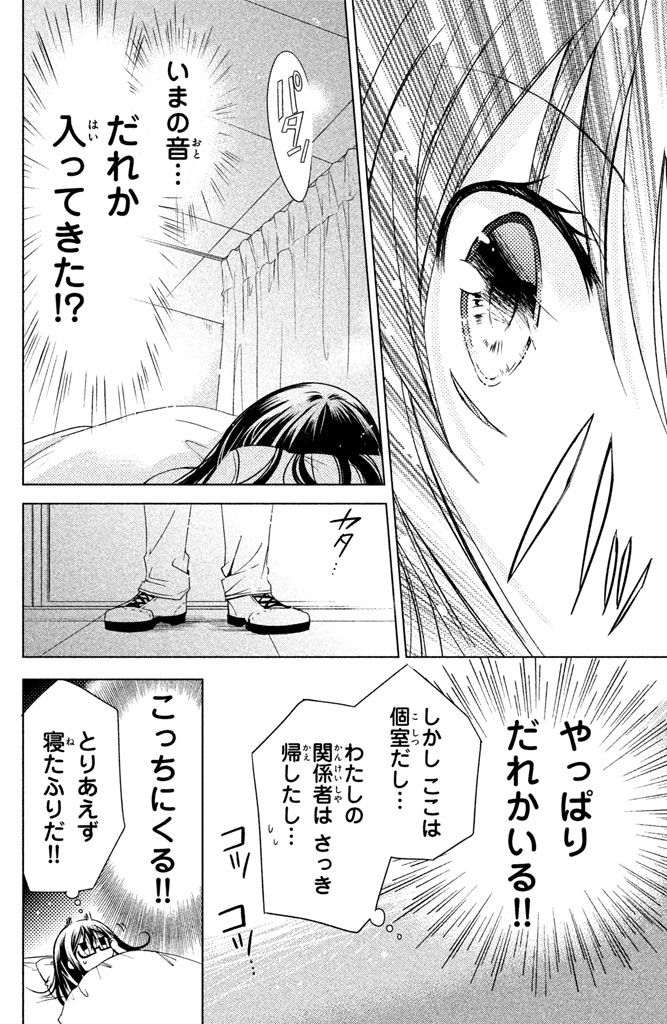 パタン
いまの音…
だれか
入ってきた!?
カタ…
やっぱり
だれかいる!!
しかし ここは
個室だし…
わたしの
関係者は さっき
帰したし…
コツ…
コツ…
こっちにくる!!
とりあえず
寝たふりだ!!